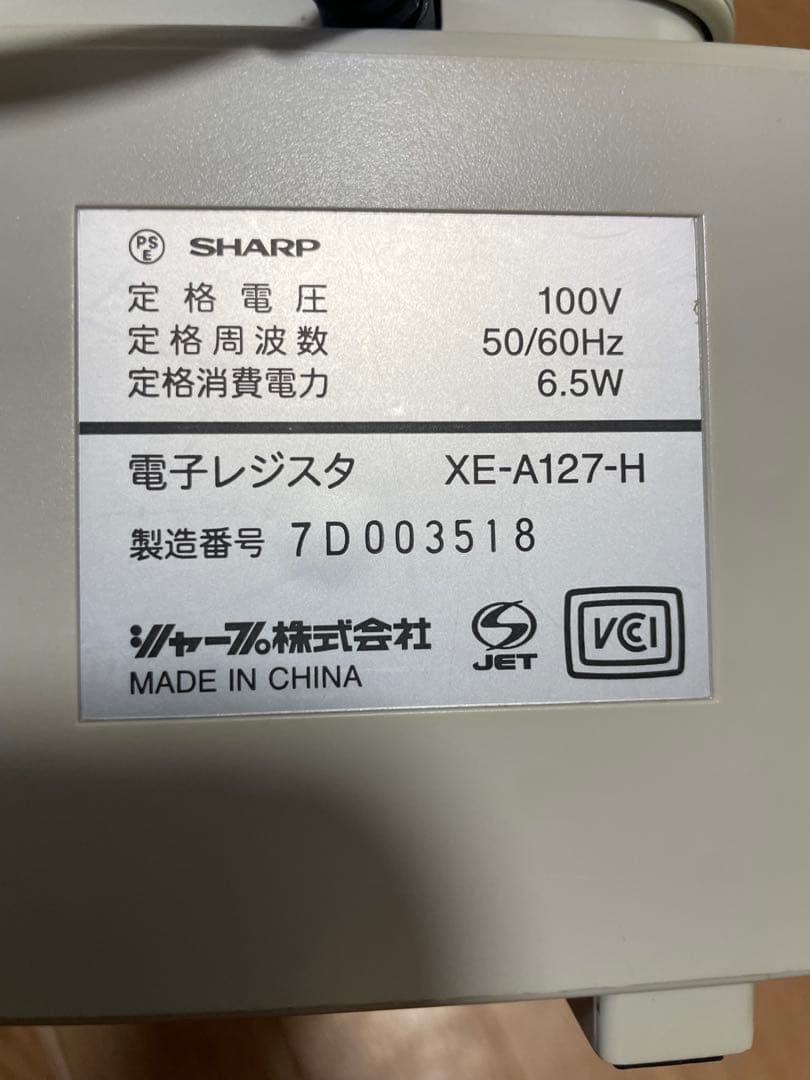 PSE SHARP
定格電圧 100V
定格周波数 50/60Hz
定格消費電力 6.5W
電子レジスタ XE-A127-H
製造番号 7D003518
シャープ株式会社 JET VCCI
MADE IN CHINA